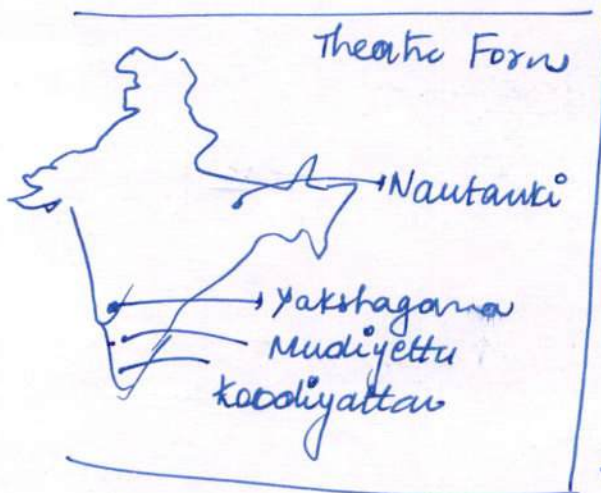 Theatre Form
Nautanki
Yakshagana
Mudiyettu
Koodiyattam